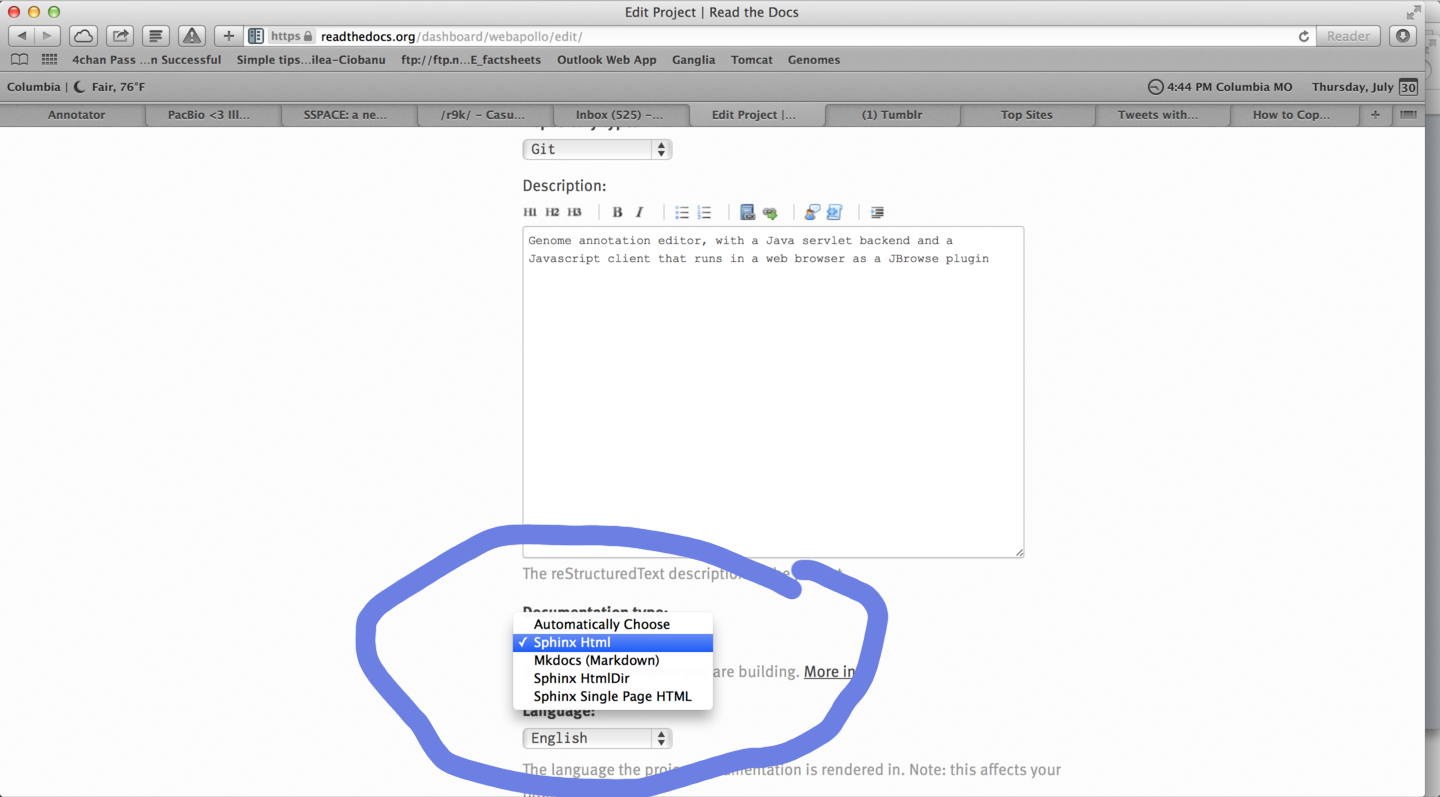 Edit Project | Read the Docs
https readthedocs.org/dashboard/webapollo/edit/ Reader
4chan Pass ...n Successful Simple tips...ilea-Ciobanu ftp://ftp.n...E_factsheets Outlook Web App Ganglia Tomcat Genomes
Columbia | Fair, 76°F 4:44 PM Columbia MO Thursday, July 30
Annotator PacBio <3 Ill... SSPACE: a ne... /r9k/ – Casu... Inbox (525) –... Edit Project |... (1) Tumblr Top Sites Tweets with... How to Cop... +
Git
Description:
H1 H2 H3 B I
Genome annotation editor, with a Java servlet backend and a
Javascript client that runs in a web browser as a JBrowse plugin
The reStructuredText description
Documentation type:
Automatically Choose
✓ Sphinx Html
Mkdocs (Markdown)
are building. More in
Sphinx HtmlDir
Sphinx Single Page HTML
Language:
English
The language the documentation is rendered in. Note: this affects your